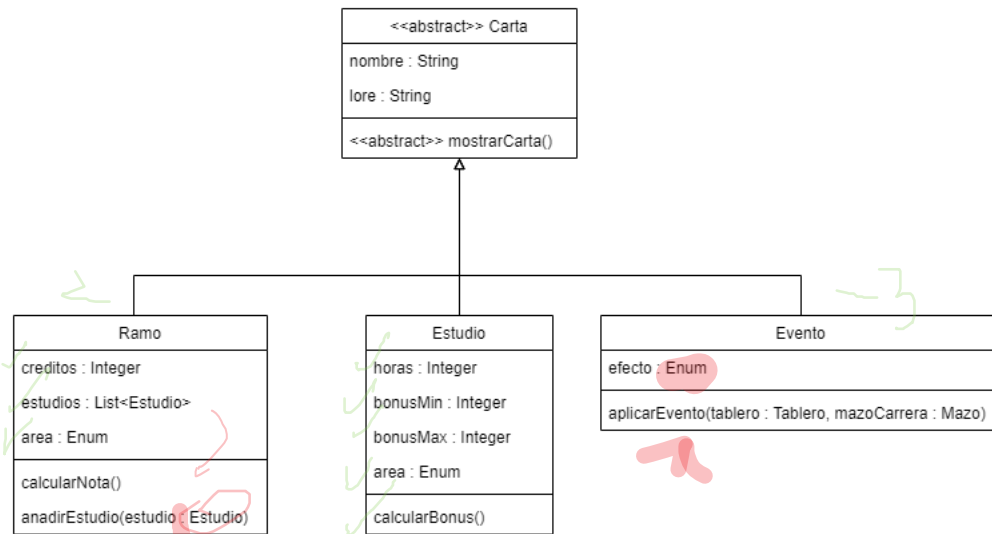 <<abstract>> Carta
nombre : String
lore : String
<<abstract>> mostrarCarta()
2
-3
Ramo
creditos : Integer
estudios : List<Estudio>
area : Enum
calcularNota()
anadirEstudio(estudio : Estudio)
Estudio
horas : Integer
bonusMin : Integer
bonusMax : Integer
area : Enum
calcularBonus()
Evento
efecto : Enum
aplicarEvento(tablero : Tablero, mazoCarrera : Mazo)